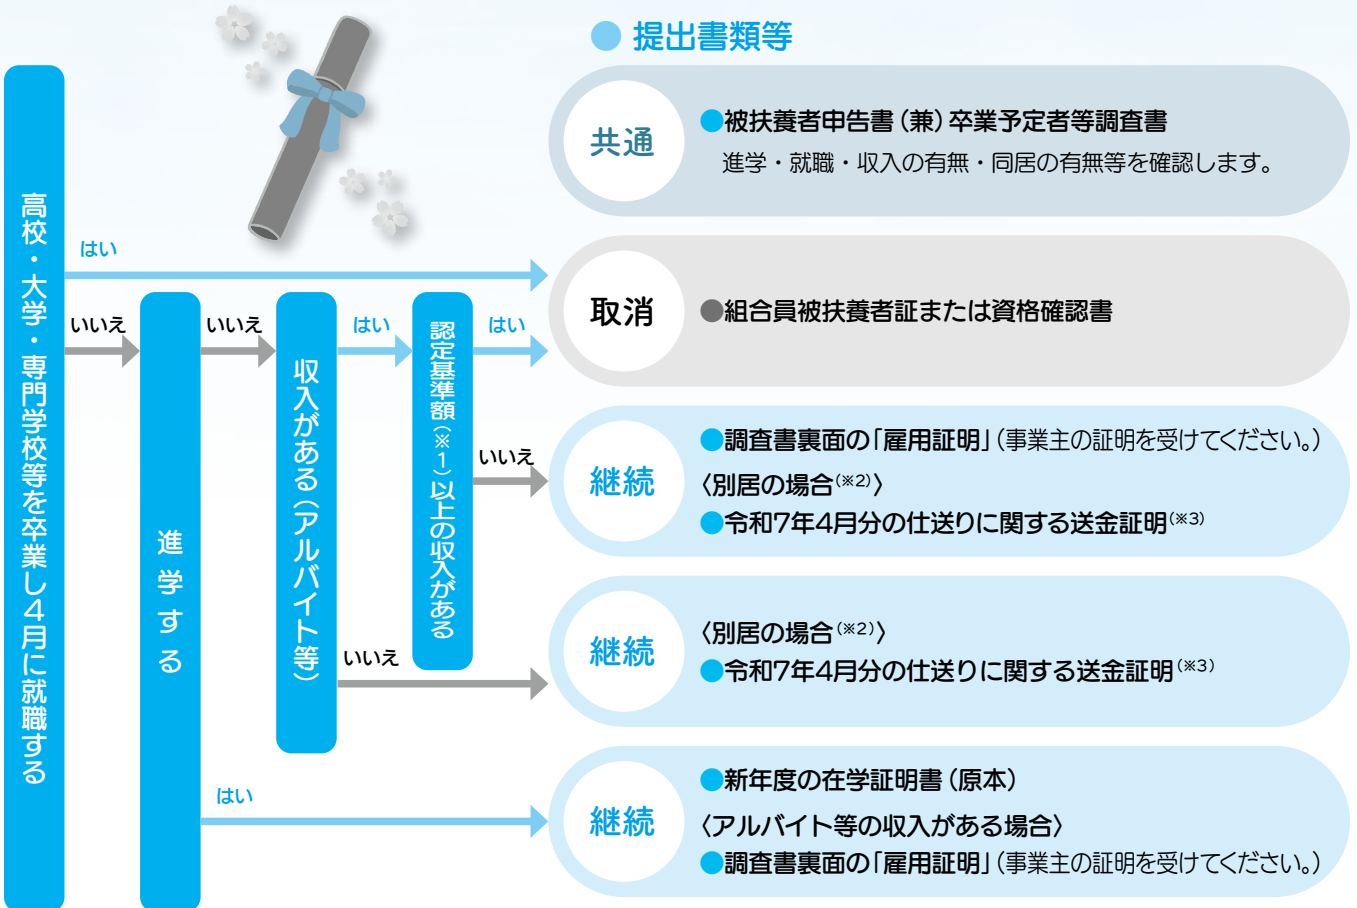 ● 提出書類等
共通
●被扶養者申告書（兼）卒業予定者等調査書
進学・就職・収入の有無・同居の有無等を確認します。
高校・大学・専門学校等を卒業し4月に就職する
はい
取消
●組合員被扶養者証または資格確認書
いいえ
進学する
いいえ
収入がある（アルバイト等）
はい
認定基準額（※1）以上の収入がある
はい
いいえ
継続
●調査書裏面の「雇用証明」（事業主の証明を受けてください。）
〈別居の場合(※2)〉
●令和7年4月分の仕送りに関する送金証明(※3)
いいえ
継続
〈別居の場合(※2)〉
●令和7年4月分の仕送りに関する送金証明(※3)
はい
継続
●新年度の在学証明書（原本）
〈アルバイト等の収入がある場合〉
●調査書裏面の「雇用証明」（事業主の証明を受けてください。）